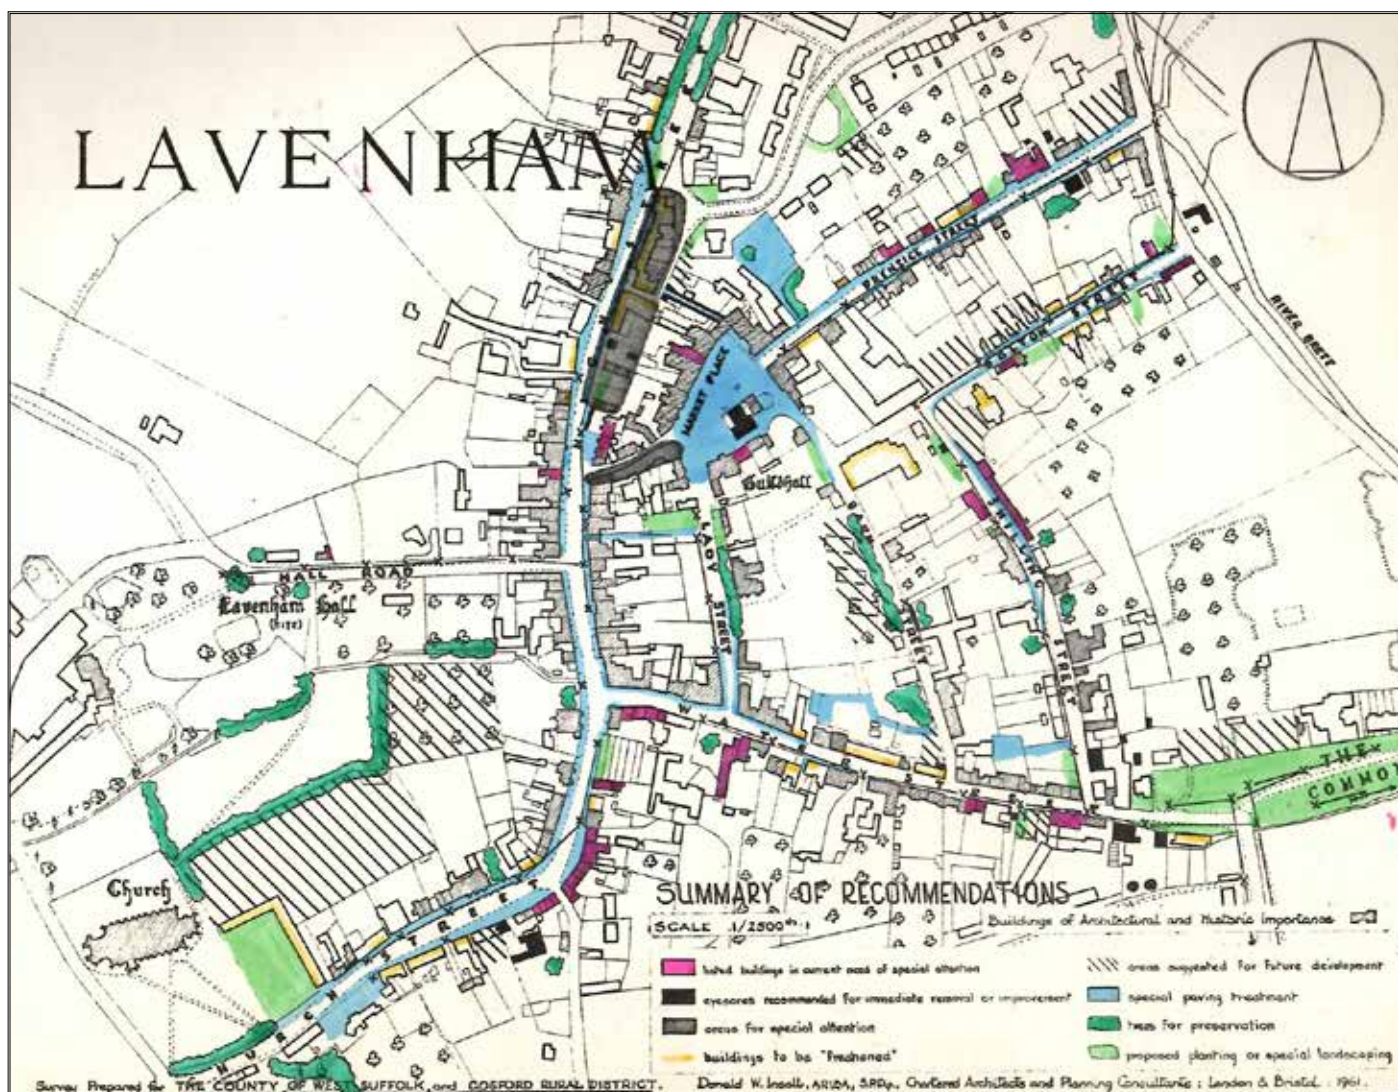 LAVENHAM
HIGH STREET
PRENTICE STREET
BOLTON STREET
RIVER BRETT
MARKET PLACE
Guildhall
LADY STREET
BARN STREET
SHILLING STREET
HALL ROAD
Lavenham Hall
(SITE)
WATER STREET
THE
COMMON
Church
CHURCH STREET
SUMMARY OF RECOMMENDATIONS
SCALE 1/2500th
Buildings of Architectural and Historic Importance
listed buildings in current need of special attention
eyesores recommended for immediate removal or improvement
areas for special attention
buildings to be "freshened"
areas suggested for future development
special paving treatment
trees for preservation
proposed planting or special landscaping
Survey Prepared for THE COUNTY OF WEST SUFFOLK, and COSFORD RURAL DISTRICT. Donald W. Insall, ARIBA, SPDip., Chartered Architects and Planning Consultants : London & Bristol. 1961.